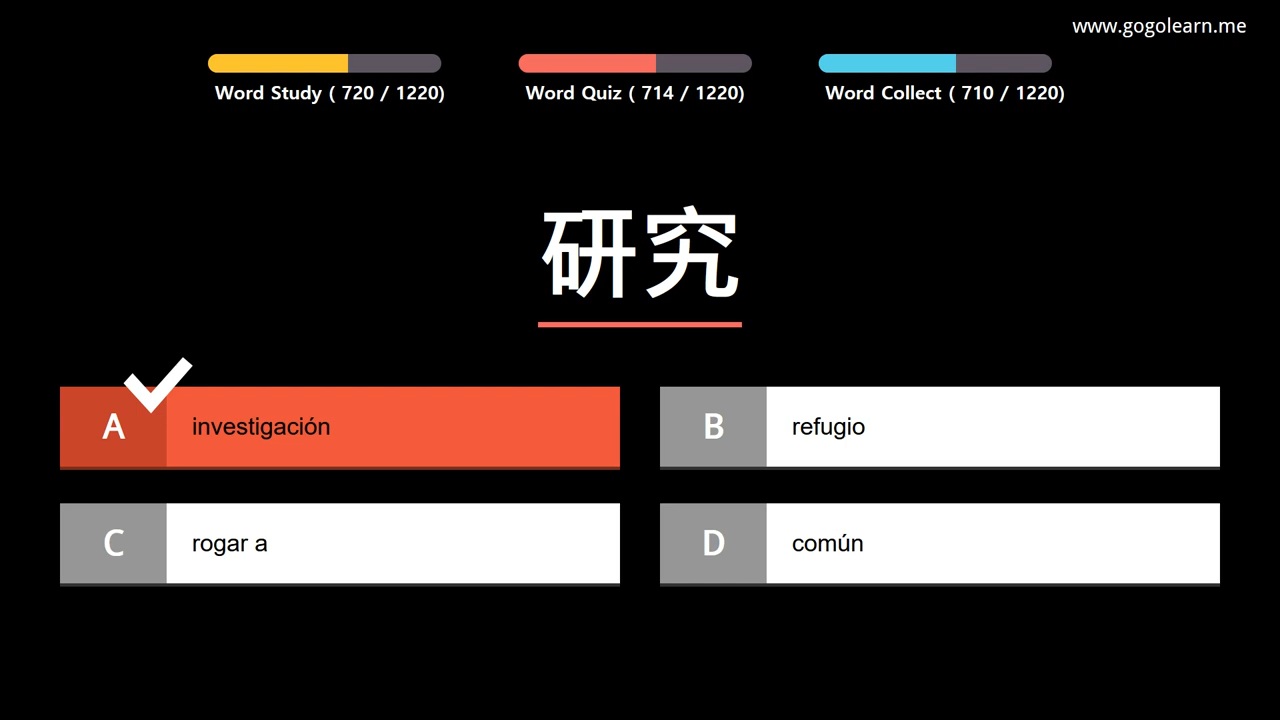 www.gogolearn.me
Word Study ( 720 / 1220)
Word Quiz ( 714 / 1220)
Word Collect ( 710 / 1220)
研究
A investigación
B refugio
C rogar a
D común